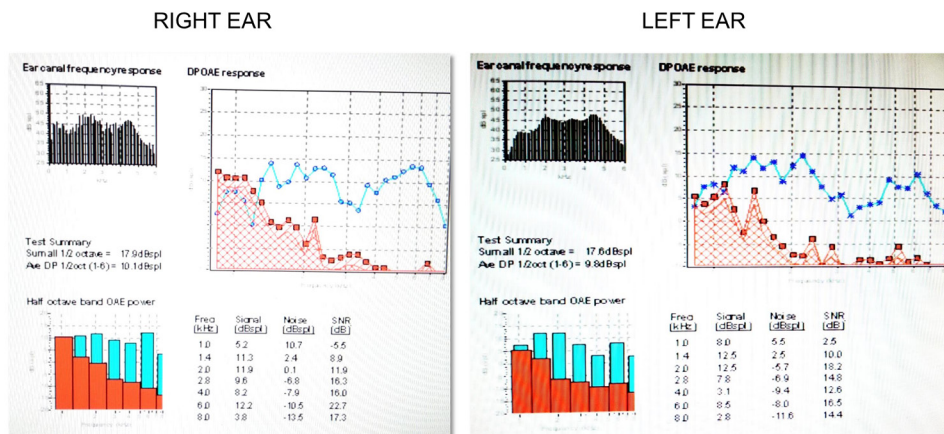 RIGHT EAR
Ear canal frequency response
DPOAE response
Test Summary
Sum all 1/2 octave = 17.9dBspl
Ave DP 1/2oct (1-6) = 10.1dBspl
Half octave band OAE power
Freq Signal Noise SNR
(kHz) (dBspl) (dBspl) (dB)
1.0 5.2 10.7 -5.5
1.4 11.3 2.4 8.9
2.0 11.9 0.1 11.9
2.8 9.6 -6.8 16.3
4.0 8.2 -7.9 16.0
6.0 12.2 -10.5 22.7
8.0 3.8 -13.5 17.3
LEFT EAR
Ear canal frequency response
DPOAE response
Test Summary
Sum all 1/2 octave = 17.6dBspl
Ave DP 1/2oct (1-6) = 9.8dBspl
Half octave band OAE power
Freq Signal Noise SNR
(kHz) (dBspl) (dBspl) (dB)
1.0 8.0 5.5 2.5
1.4 12.5 2.5 10.0
2.0 12.5 -5.7 18.2
2.8 7.8 -6.9 14.8
4.0 3.1 -9.4 12.6
6.0 8.5 -8.0 16.5
8.0 2.8 -11.6 14.4